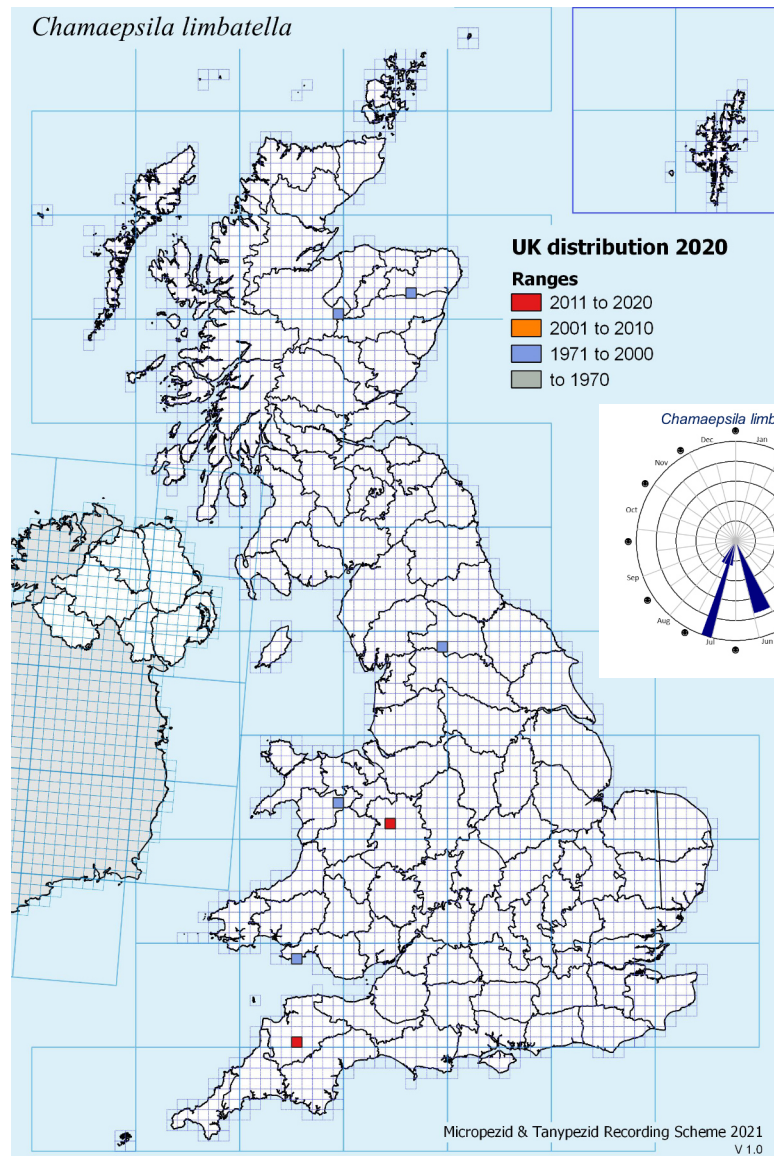 Chamaepsila limbatella
UK distribution 2020
Ranges
2011 to 2020
2001 to 2010
1971 to 2000
to 1970
Chamaepsila limb
Dec
Jan
Nov
Oct
Sep
Aug
Jul
Jun
Micropezid & Tanypezid Recording Scheme 2021
V 1.0